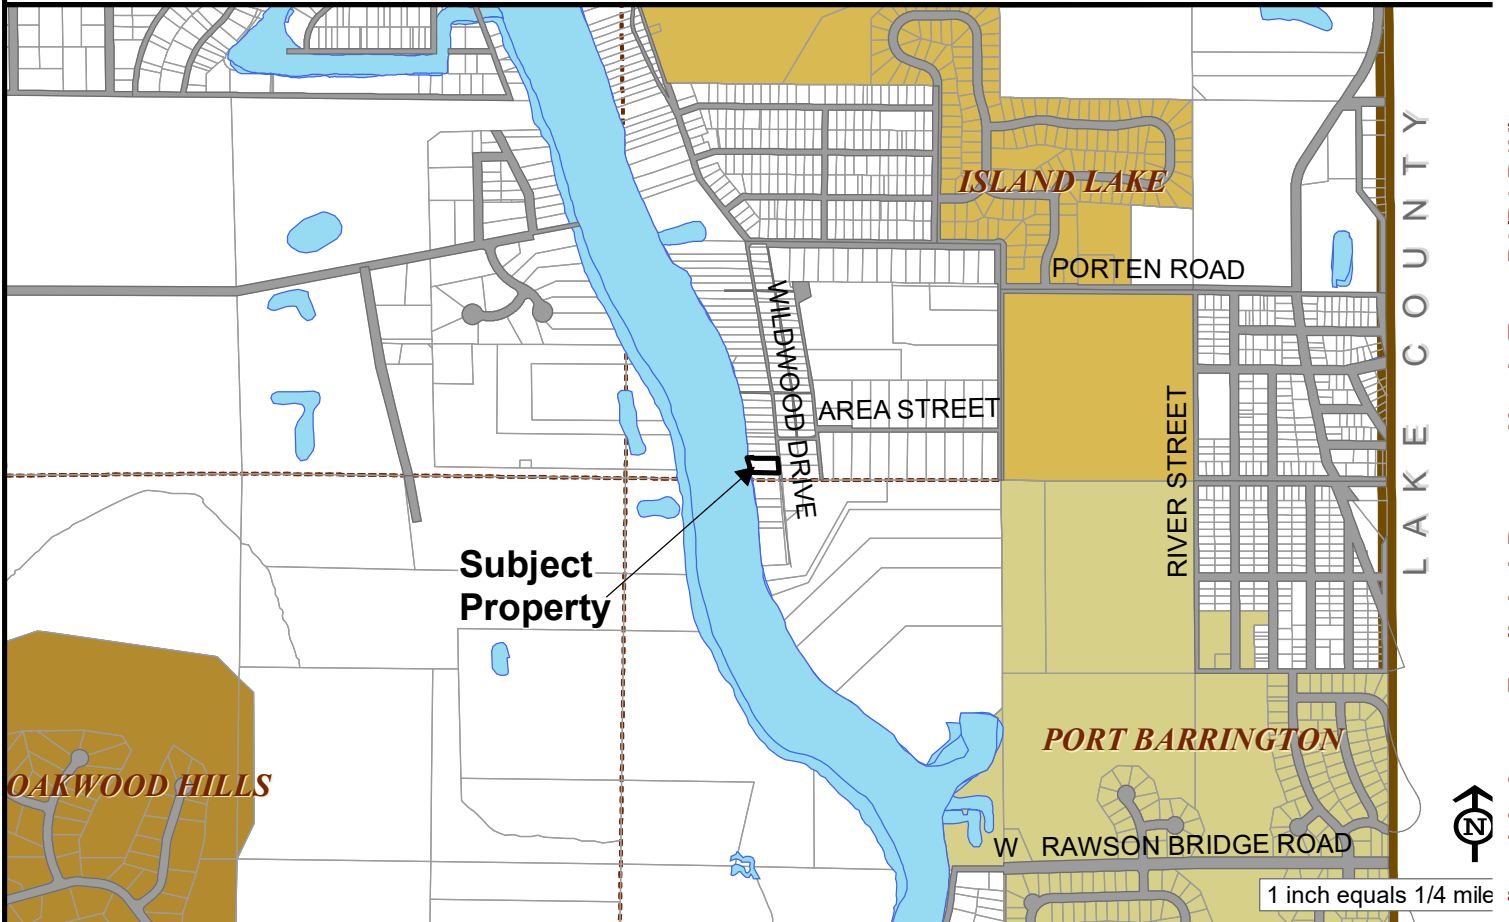 ISLAND LAKE
PORTEN ROAD
WILDWOOD DRIVE
AREA STREET
RIVER STREET
LAKE COUNTY
Subject
Property
PORT BARRINGTON
OAKWOOD HILLS
W RAWSON BRIDGE ROAD
N
1 inch equals 1/4 mile